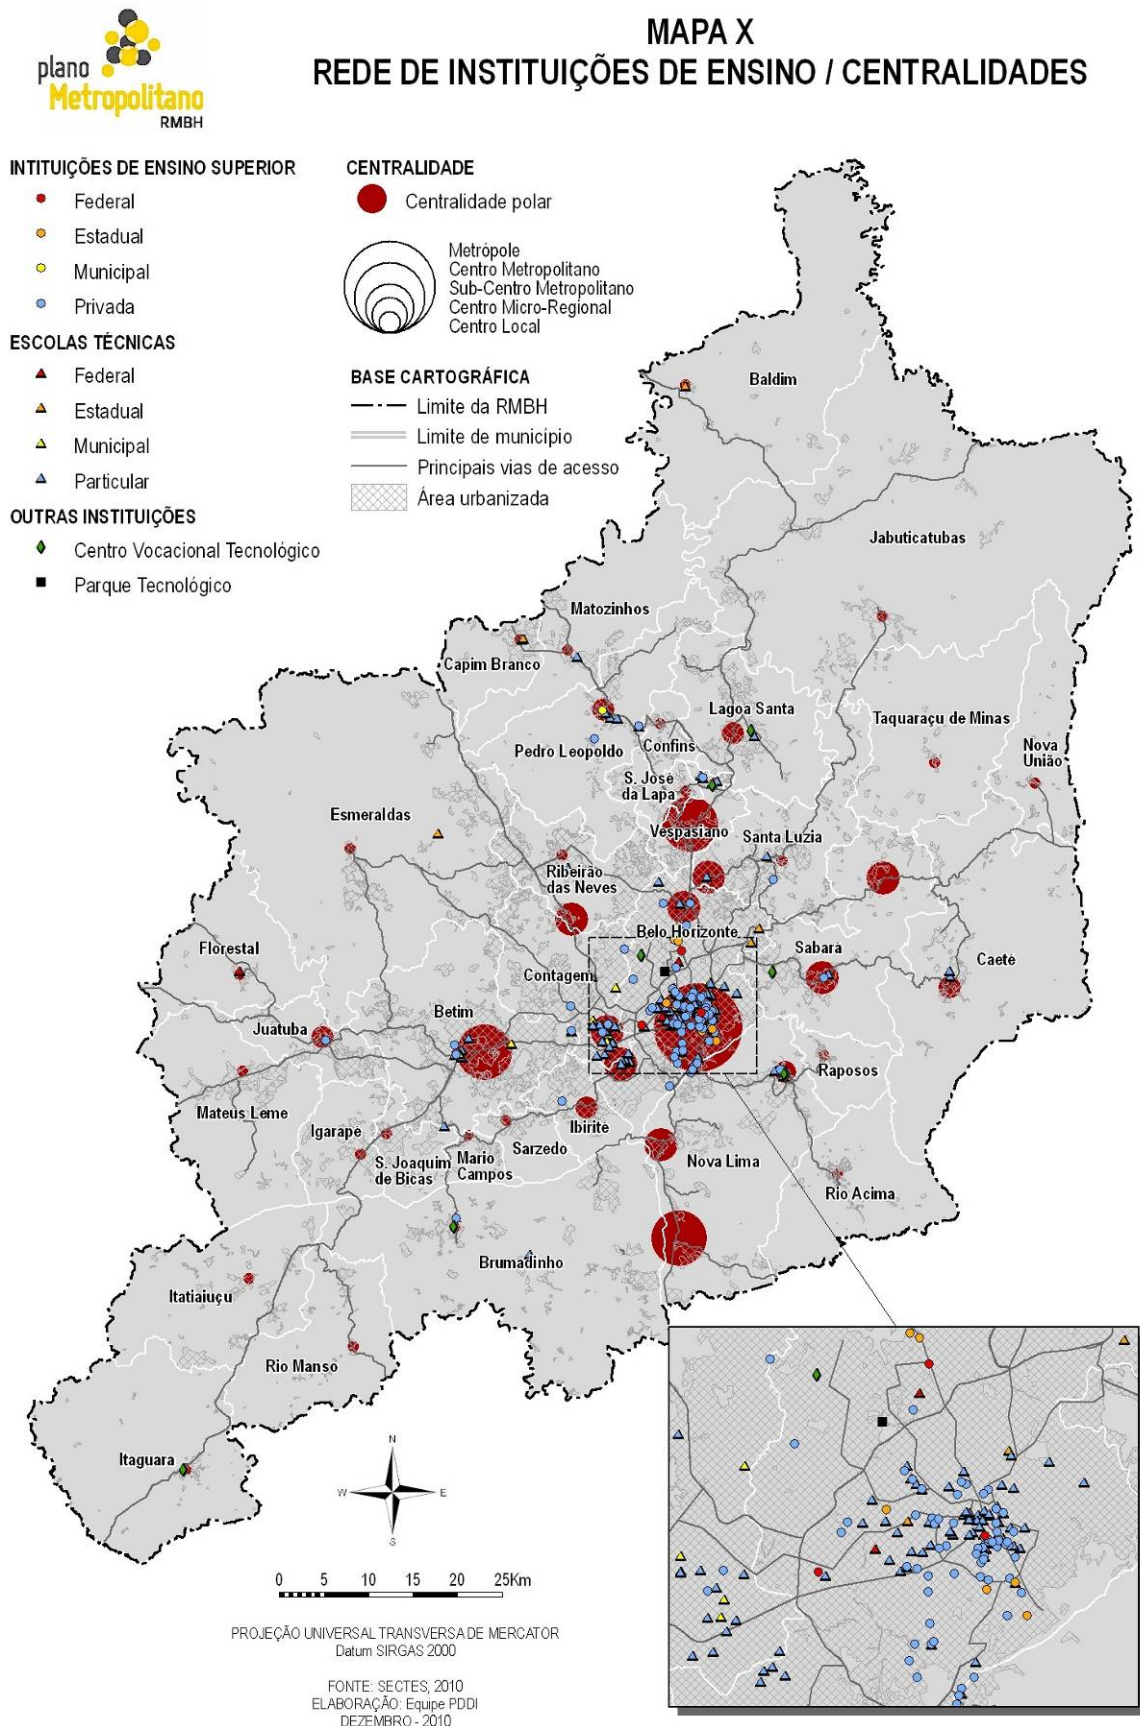 MAPA X
REDE DE INSTITUIÇÕES DE ENSINO / CENTRALIDADES
plano
Metropolitano
RMBH
INTITUIÇÕES DE ENSINO SUPERIOR
Federal
Estadual
Municipal
Privada
ESCOLAS TÉCNICAS
Federal
Estadual
Municipal
Particular
OUTRAS INSTITUIÇÕES
Centro Vocacional Tecnológico
Parque Tecnológico
CENTRALIDADE
Centralidade polar
Metrópole
Centro Metropolitano
Sub-Centro Metropolitano
Centro Micro-Regional
Centro Local
BASE CARTOGRÁFICA
Limite da RMBH
Limite de município
Principais vias de acesso
Área urbanizada
Baldim
Jabuticatubas
Matozinhos
Capim Branco
Lagoa Santa
Taquaraçu de Minas
Nova
União
Pedro Leopoldo
Confins
S. José
da Lapa
Esmeraldas
Vespasiano
Santa Luzia
Ribeirão
das Neves
Belo Horizonte
Florestal
Sabará
Caeté
Contagem
Betim
Juatuba
Raposos
Mateus Leme
Igarapé
Ibirité
Sarzedo
S. Joaquim
de Bicas
Mario
Campos
Nova Lima
Rio Acima
Brumadinho
Itatiaiuçu
Rio Manso
Itaguara
N
W
E
S
0 5 10 15 20 25Km
PROJEÇÃO UNIVERSAL TRANSVERSA DE MERCATOR
Datum SIRGAS 2000
FONTE: SECTES, 2010
ELABORAÇÃO: Equipe PDDI
DEZEMBRO - 2010